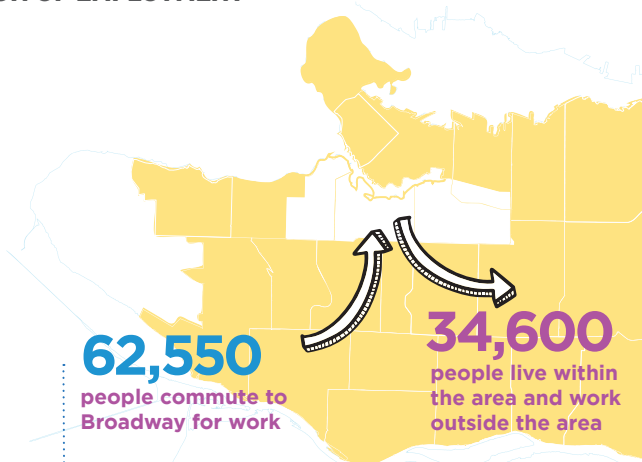 62,550
people commute to
Broadway for work
34,600
people live within
the area and work
outside the area